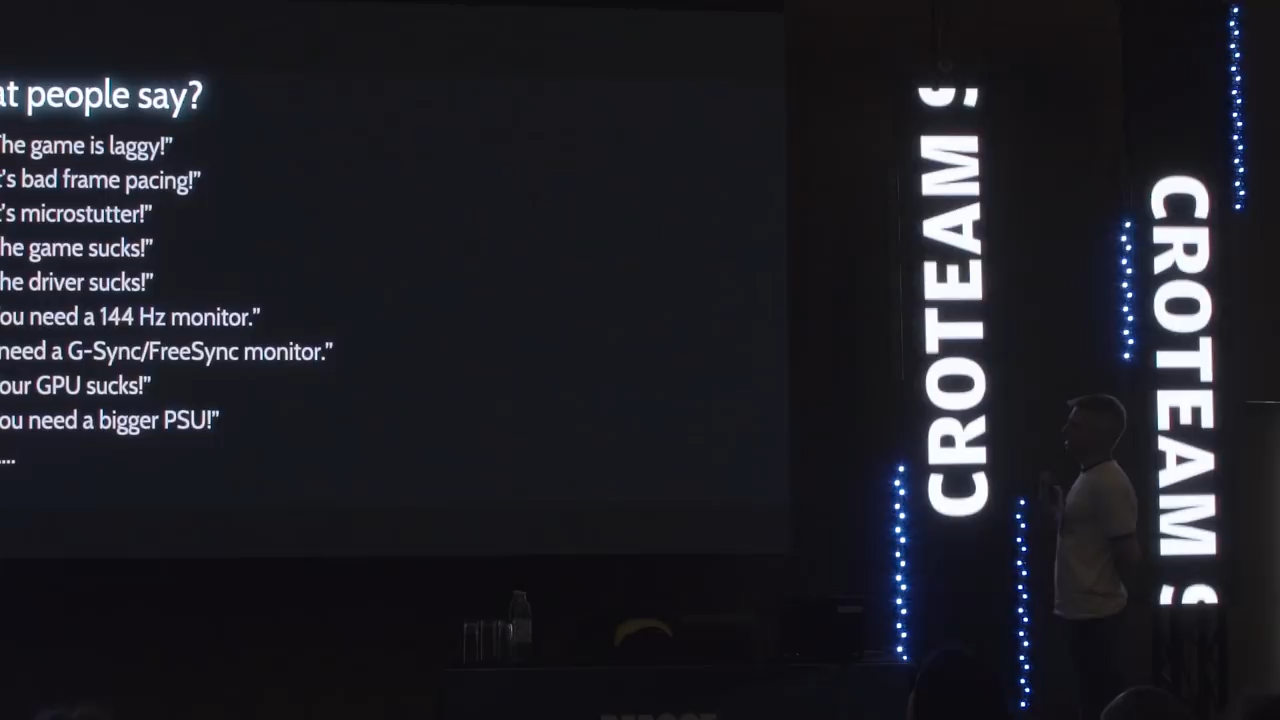 at people say?
he game is laggy!”
’s bad frame pacing!”
’s microstutter!”
he game sucks!”
he driver sucks!”
ou need a 144 Hz monitor.”
need a G-Sync/FreeSync monitor.”
our GPU sucks!”
ou need a bigger PSU!”
....
CROTEAM S
CROTEAM S